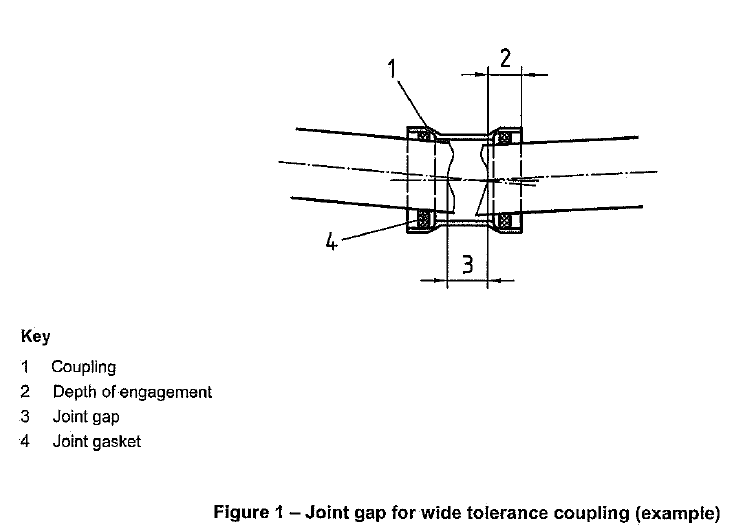 2
1
4
3
Key
1 Coupling
2 Depth of engagement
3 Joint gap
4 Joint gasket
Figure 1 – Joint gap for wide tolerance coupling (example)